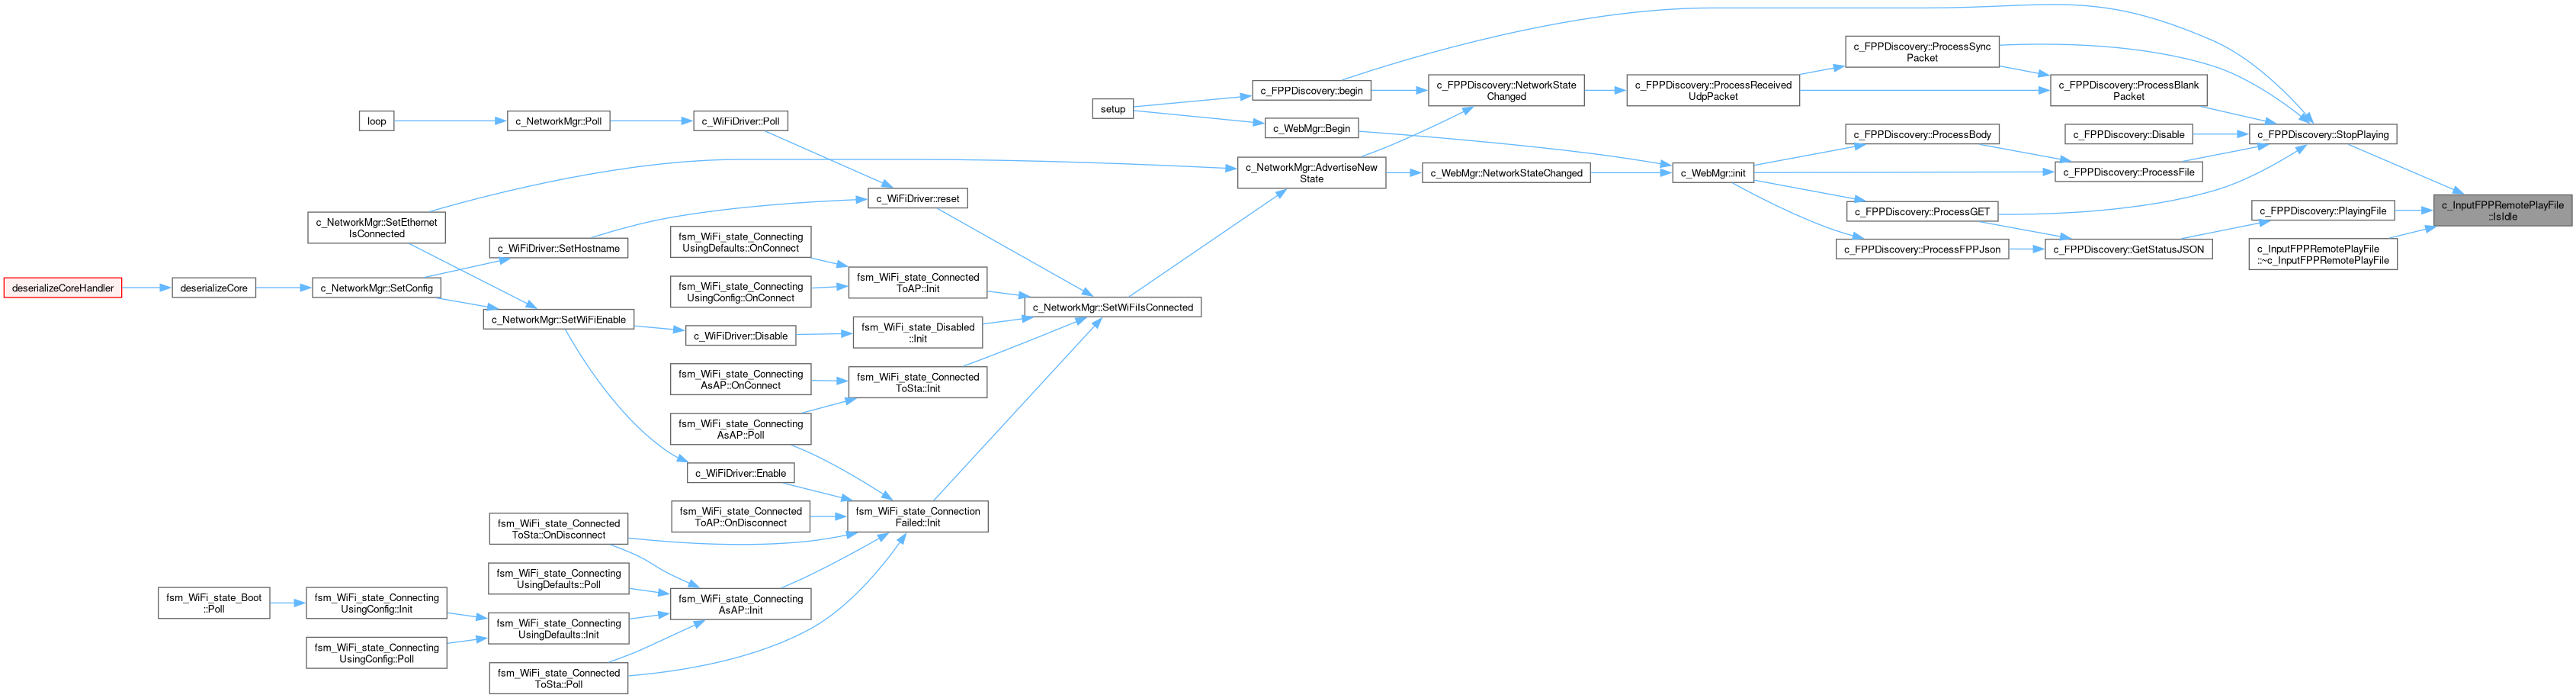 deserializeCoreHandler
deserializeCore
loop
c_NetworkMgr::SetEthernet
IsConnected
c_NetworkMgr::SetConfig
fsm_WiFi_state_Boot
::Poll
fsm_WiFi_state_Connecting
UsingConfig::Init
fsm_WiFi_state_Connecting
UsingConfig::Poll
c_NetworkMgr::Poll
c_WiFiDriver::SetHostname
c_NetworkMgr::SetWiFiEnable
fsm_WiFi_state_Connected
ToSta::OnDisconnect
fsm_WiFi_state_Connecting
UsingDefaults::Poll
fsm_WiFi_state_Connecting
UsingDefaults::Init
fsm_WiFi_state_Connected
ToSta::Poll
c_WiFiDriver::Poll
fsm_WiFi_state_Connecting
UsingDefaults::OnConnect
fsm_WiFi_state_Connecting
UsingConfig::OnConnect
c_WiFiDriver::Disable
fsm_WiFi_state_Connecting
AsAP::OnConnect
fsm_WiFi_state_Connecting
AsAP::Poll
c_WiFiDriver::Enable
fsm_WiFi_state_Connected
ToAP::OnDisconnect
fsm_WiFi_state_Connecting
AsAP::Init
c_WiFiDriver::reset
fsm_WiFi_state_Connected
ToAP::Init
fsm_WiFi_state_Disabled
::Init
fsm_WiFi_state_Connected
ToSta::Init
fsm_WiFi_state_Connection
Failed::Init
setup
c_NetworkMgr::SetWiFiIsConnected
c_FPPDiscovery::begin
c_WebMgr::Begin
c_NetworkMgr::AdvertiseNew
State
c_FPPDiscovery::NetworkState
Changed
c_WebMgr::NetworkStateChanged
c_FPPDiscovery::ProcessReceived
UdpPacket
c_WebMgr::init
c_FPPDiscovery::ProcessSync
Packet
c_FPPDiscovery::ProcessBody
c_FPPDiscovery::ProcessGET
c_FPPDiscovery::ProcessFPPJson
c_FPPDiscovery::ProcessBlank
Packet
c_FPPDiscovery::Disable
c_FPPDiscovery::ProcessFile
c_FPPDiscovery::GetStatusJSON
c_FPPDiscovery::StopPlaying
c_FPPDiscovery::PlayingFile
c_InputFPPRemotePlayFile
::~c_InputFPPRemotePlayFile
c_InputFPPRemotePlayFile
::IsIdle